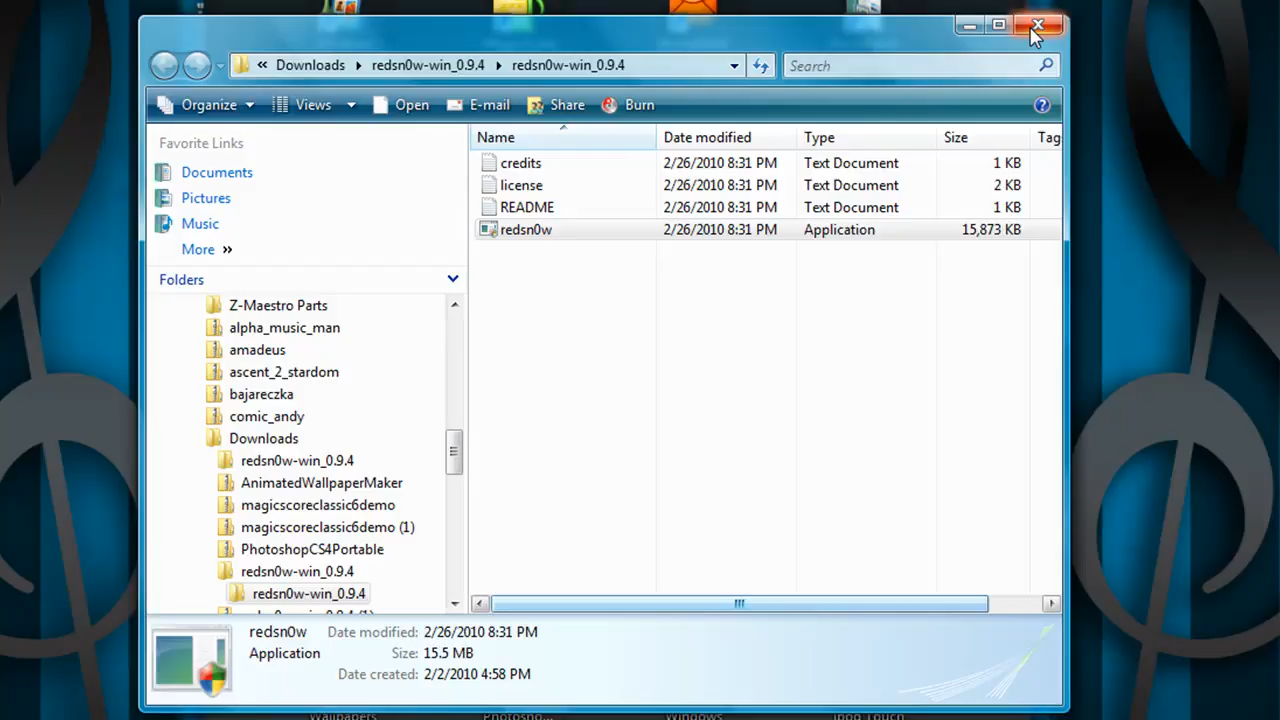 « Downloads redsn0w-win_0.9.4 redsn0w-win_0.9.4 Search
Organize Views Open E-mail Share Burn
Favorite Links
Documents
Pictures
Music
More »
Folders
Z-Maestro Parts
alpha_music_man
amadeus
ascent_2_stardom
bajareczka
comic_andy
Downloads
redsn0w-win_0.9.4
AnimatedWallpaperMaker
magicscoreclassic6demo
magicscoreclassic6demo (1)
PhotoshopCS4Portable
redsn0w-win_0.9.4
redsn0w-win_0.9.4
Name Date modified Type Size Tag
credits 2/26/2010 8:31 PM Text Document 1 KB
license 2/26/2010 8:31 PM Text Document 2 KB
README 2/26/2010 8:31 PM Text Document 1 KB
redsn0w 2/26/2010 8:31 PM Application 15,873 KB
redsn0w Date modified: 2/26/2010 8:31 PM
Application Size: 15.5 MB
Date created: 2/2/2010 4:58 PM